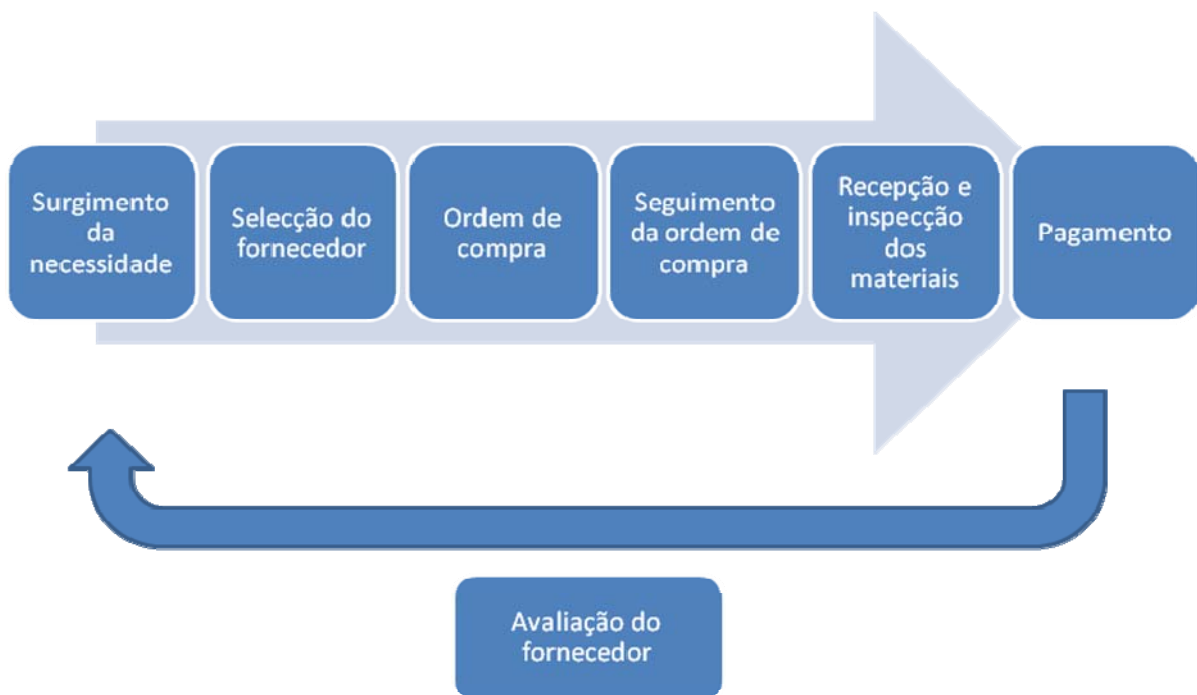 Surgimento
da
necessidade
Selecção do
fornecedor
Ordem de
compra
Seguimento
da ordem de
compra
Recepção e
inspecção
dos
materiais
Pagamento
Avaliação do
fornecedor